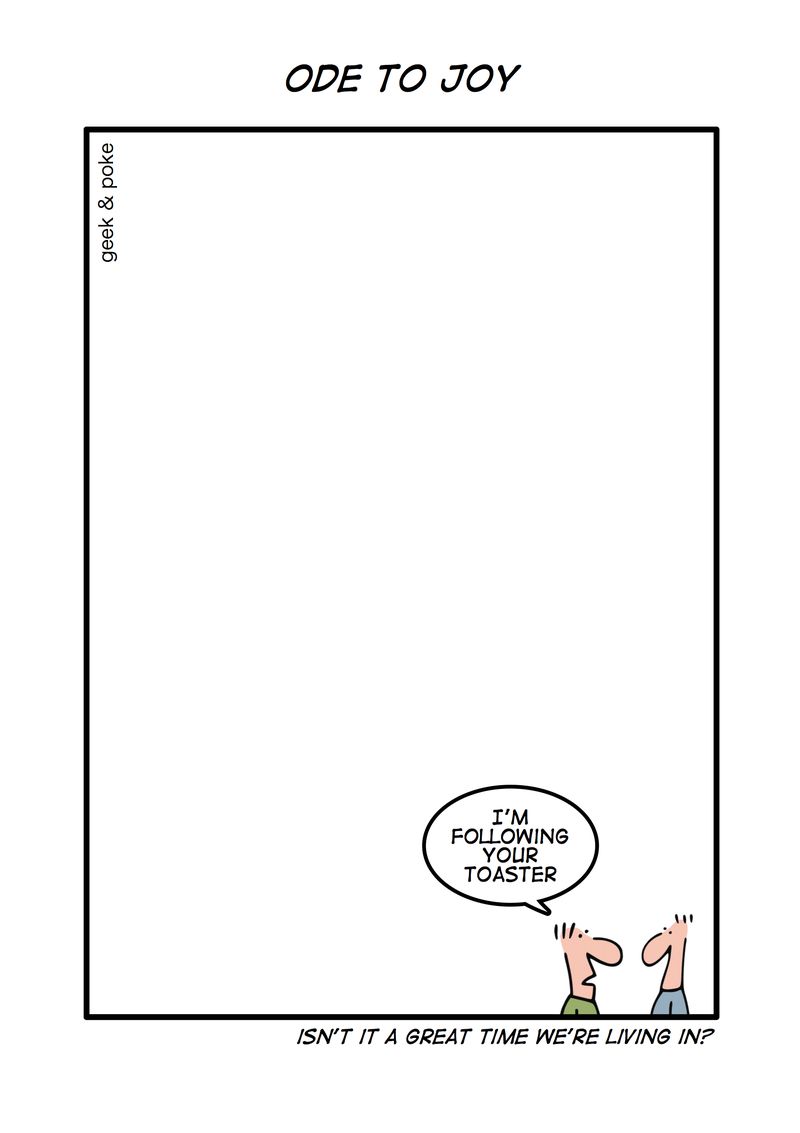 ODE TO JOY
geek & poke
I'M
FOLLOWING
YOUR
TOASTER
ISN'T IT A GREAT TIME WE'RE LIVING IN?